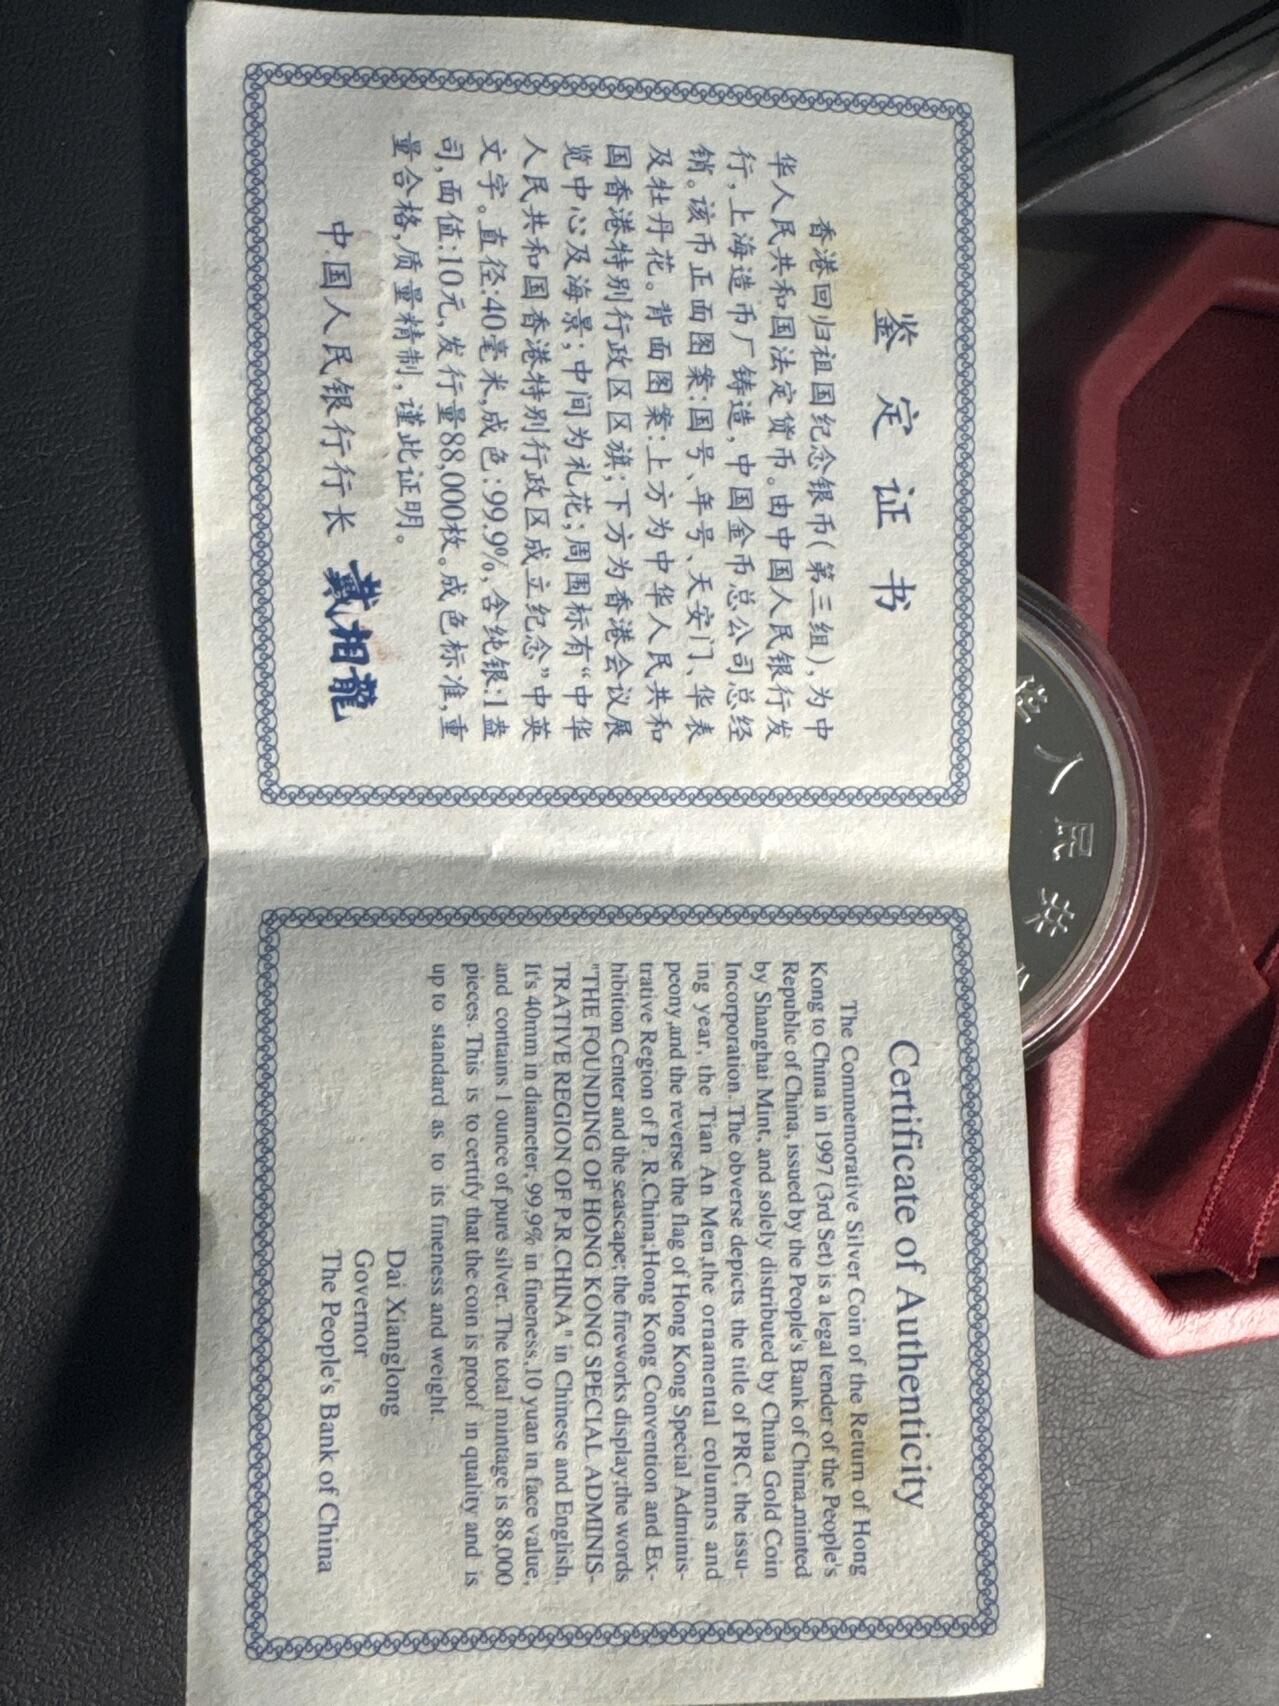 鉴定证书
香港回归祖国纪念银币(第三组),为中
华人民共和国法定货币。由中国人民银行发
行,上海造币厂铸造,中国金币总公司总经
销。该币正面图案:国号、年号、天安门、华表
及牡丹花。背面图案:上方为中华人民共和
国香港特别行政区区旗;下方为香港会议展
览中心及海景;中间为礼花;周围标有“中华
人民共和国香港特别行政区成立纪念”中英
文字。直径:40毫米,成色:99.9%,含纯银:1盎
司,面值:10元,发行量88,000枚。成色标准,重
量合格,质量精制,谨此证明。
中国人民银行行长 戴相龍
Certificate of Authenticity
The Commemorative Silver Coin of the Return of Hong
Kong to China in 1997 (3rd Set) is a legal tender of the People's
Republic of China, issued by the People's Bank of China,minted
by Shanghai Mint, and solely distributed by China Gold Coin
Incorporation. The obverse depicts the title of PRC, the issu-
ing year, the Tian An Men,the ornamental columns and
peony,and the reverse the flag of Hong Kong Special Adminis-
trative Region of P. R.China,Hong Kong Convention and Ex-
hibition Center and the seascape; the fireworks display;the words
"THE FOUNDING OF HONG KONG SPECIAL ADMINIS-
TRATIVE REGION OF P.R.CHINA" in Chinese and English.
It's 40mm in diameter, 99.9% in fineness,10 yuan in face value,
and contains 1 ounce of pure silver. The total mintage is 88,000
pieces. This is to certify that the coin is proof in quality and is
up to standard as to its fineness and weight.
Dai Xianglong
Governor
The People's Bank of China
人民共